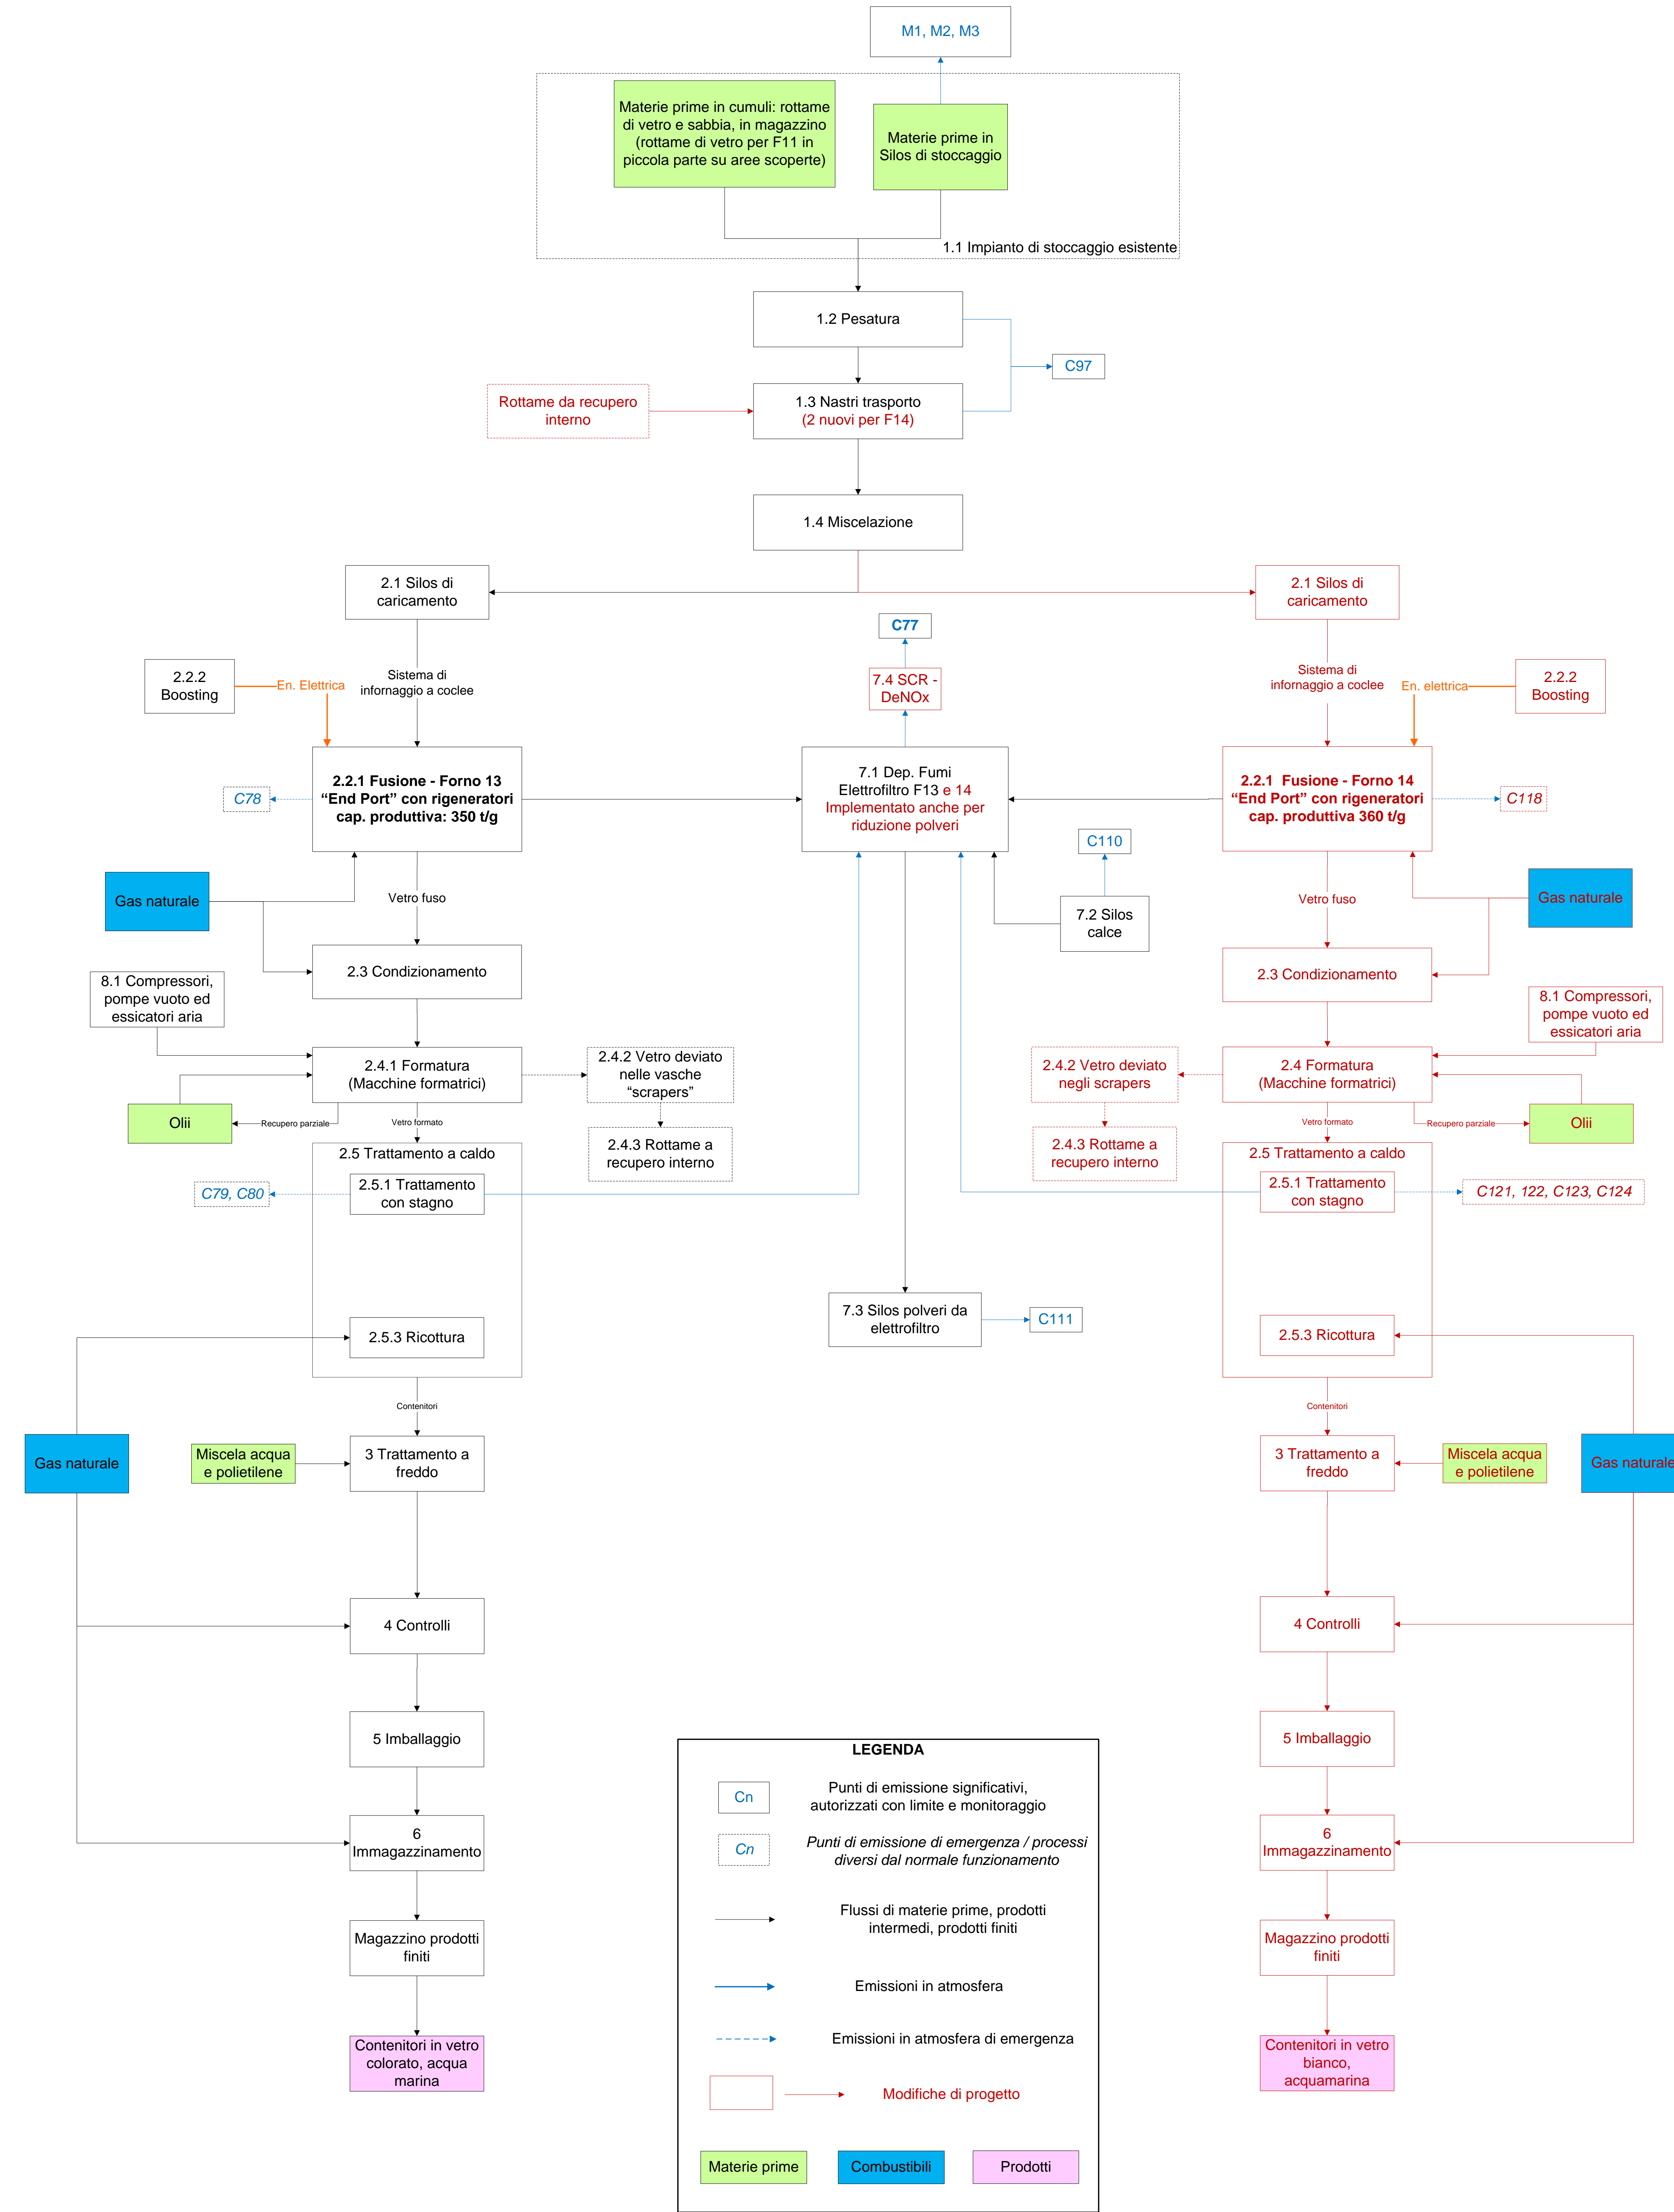 M1, M2, M3
Materie prime in cumuli: rottame
di vetro e sabbia, in magazzino
(rottame di vetro per F11 in
piccola parte su aree scoperte)
Materie prime in
Silos di stoccaggio
1.1 Impianto di stoccaggio esistente
1.2 Pesatura
C97
Rottame da recupero
interno
1.3 Nastri trasporto
(2 nuovi per F14)
1.4 Miscelazione
2.1 Silos di
caricamento
2.1 Silos di
caricamento
C77
7.4 SCR -
DeNOx
2.2.2
Boosting
En. Elettrica
Sistema di
infornaggio a coclee
Sistema di
infornaggio a coclee
En. elettrica
2.2.2
Boosting
C78
2.2.1 Fusione - Forno 13
“End Port” con rigeneratori
cap. produttiva: 350 t/g
7.1 Dep. Fumi
Elettrofiltro F13 e 14
Implementato anche per
riduzione polveri
2.2.1 Fusione - Forno 14
“End Port” con rigeneratori
cap. produttiva 360 t/g
C118
C110
Gas naturale
Vetro fuso
7.2 Silos
calce
Vetro fuso
Gas naturale
2.3 Condizionamento
2.3 Condizionamento
8.1 Compressori,
pompe vuoto ed
essicatori aria
8.1 Compressori,
pompe vuoto ed
essicatori aria
2.4.1 Formatura
(Macchine formatrici)
2.4.2 Vetro deviato
nelle vasche
“scrapers”
2.4.2 Vetro deviato
negli scrapers
2.4 Formatura
(Macchine formatrici)
Olii
Recupero parziale
Vetro formato
2.4.3 Rottame a
recupero interno
2.4.3 Rottame a
recupero interno
Vetro formato
Recupero parziale
Olii
2.5 Trattamento a caldo
2.5 Trattamento a caldo
C79, C80
2.5.1 Trattamento
con stagno
2.5.1 Trattamento
con stagno
C121, 122, C123, C124
7.3 Silos polveri da
elettrofiltro
C111
2.5.3 Ricottura
2.5.3 Ricottura
Contenitori
Contenitori
Gas naturale
Miscela acqua
e polietilene
3 Trattamento a
freddo
3 Trattamento a
freddo
Miscela acqua
e polietilene
Gas naturale
4 Controlli
4 Controlli
5 Imballaggio
5 Imballaggio
6
Immagazzinamento
6
Immagazzinamento
Magazzino prodotti
finiti
Magazzino prodotti
finiti
Contenitori in vetro
colorato, acqua
marina
Contenitori in vetro
bianco,
acquamarina
LEGENDA
Cn
Punti di emissione significativi,
autorizzati con limite e monitoraggio
Cn
Punti di emissione di emergenza / processi
diversi dal normale funzionamento
Flussi di materie prime, prodotti
intermedi, prodotti finiti
Emissioni in atmosfera
Emissioni in atmosfera di emergenza
Modifiche di progetto
Materie prime
Combustibili
Prodotti